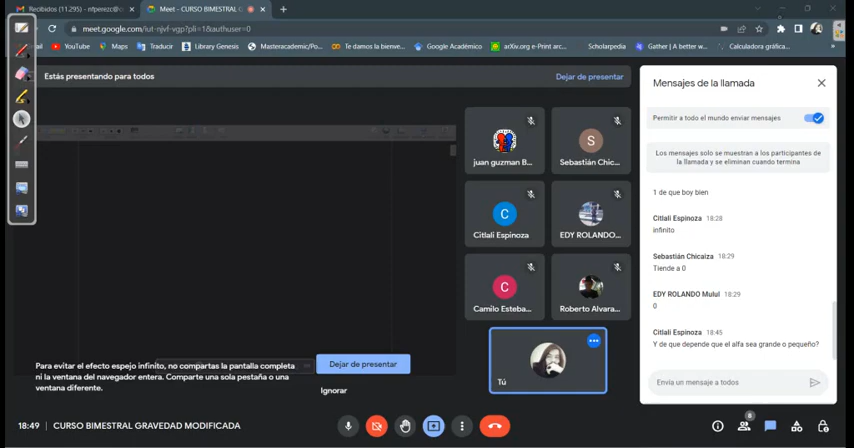 Recibidos (11.295) - nfperezc@
Meet - CURSO BIMESTRAL GRAVEDAD MODIFICADA
meet.google.com/iut-njvf-vgp?pli=1&authuser=0
YouTube
Maps
Traducir
Library Genesis
Masteracademic/Po...
Te damos la bienve...
Google Académico
arXiv.org e-Print arc...
Scholarpedia
Gather | A better w...
Calculadora gráfica...
Estás presentando para todos
Dejar de presentar
juan guzman B...
Sebastián Chic...
Citlali Espinoza
EDY ROLANDO...
Camilo Esteba...
Roberto Alvara...
Tú
Para evitar el efecto espejo infinito, no compartas la pantalla completa
ni la ventana del navegador entera. Comparte una sola pestaña o una
ventana diferente.
Dejar de presentar
Ignorar
Mensajes de la llamada
Permitir a todo el mundo enviar mensajes
Los mensajes solo se muestran a los participantes de
la llamada y se eliminan cuando termina
1 de que boy bien
Citlali Espinoza 18:28
infinito
Sebastián Chicaiza 18:29
Tiende a 0
EDY ROLANDO Mulul 18:29
0
Citlali Espinoza 18:45
Y de que depende que el alfa sea grande o pequeño?
Envía un mensaje a todos
18:49 | CURSO BIMESTRAL GRAVEDAD MODIFICADA
8